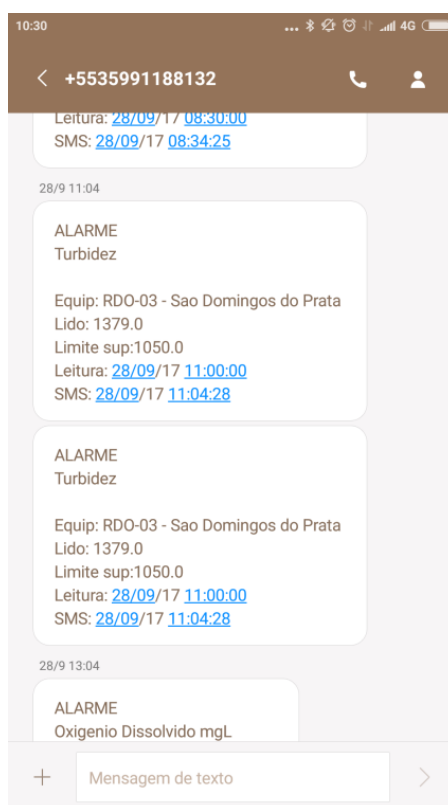 10:30
... 4G
+5535991188132
Leitura: 28/09/17 08:30:00
SMS: 28/09/17 08:34:25
28/9 11:04
ALARME
Turbidez
Equip: RDO-03 - Sao Domingos do Prata
Lido: 1379.0
Limite sup:1050.0
Leitura: 28/09/17 11:00:00
SMS: 28/09/17 11:04:28
ALARME
Turbidez
Equip: RDO-03 - Sao Domingos do Prata
Lido: 1379.0
Limite sup:1050.0
Leitura: 28/09/17 11:00:00
SMS: 28/09/17 11:04:28
28/9 13:04
ALARME
Oxigenio Dissolvido mgL
Mensagem de texto